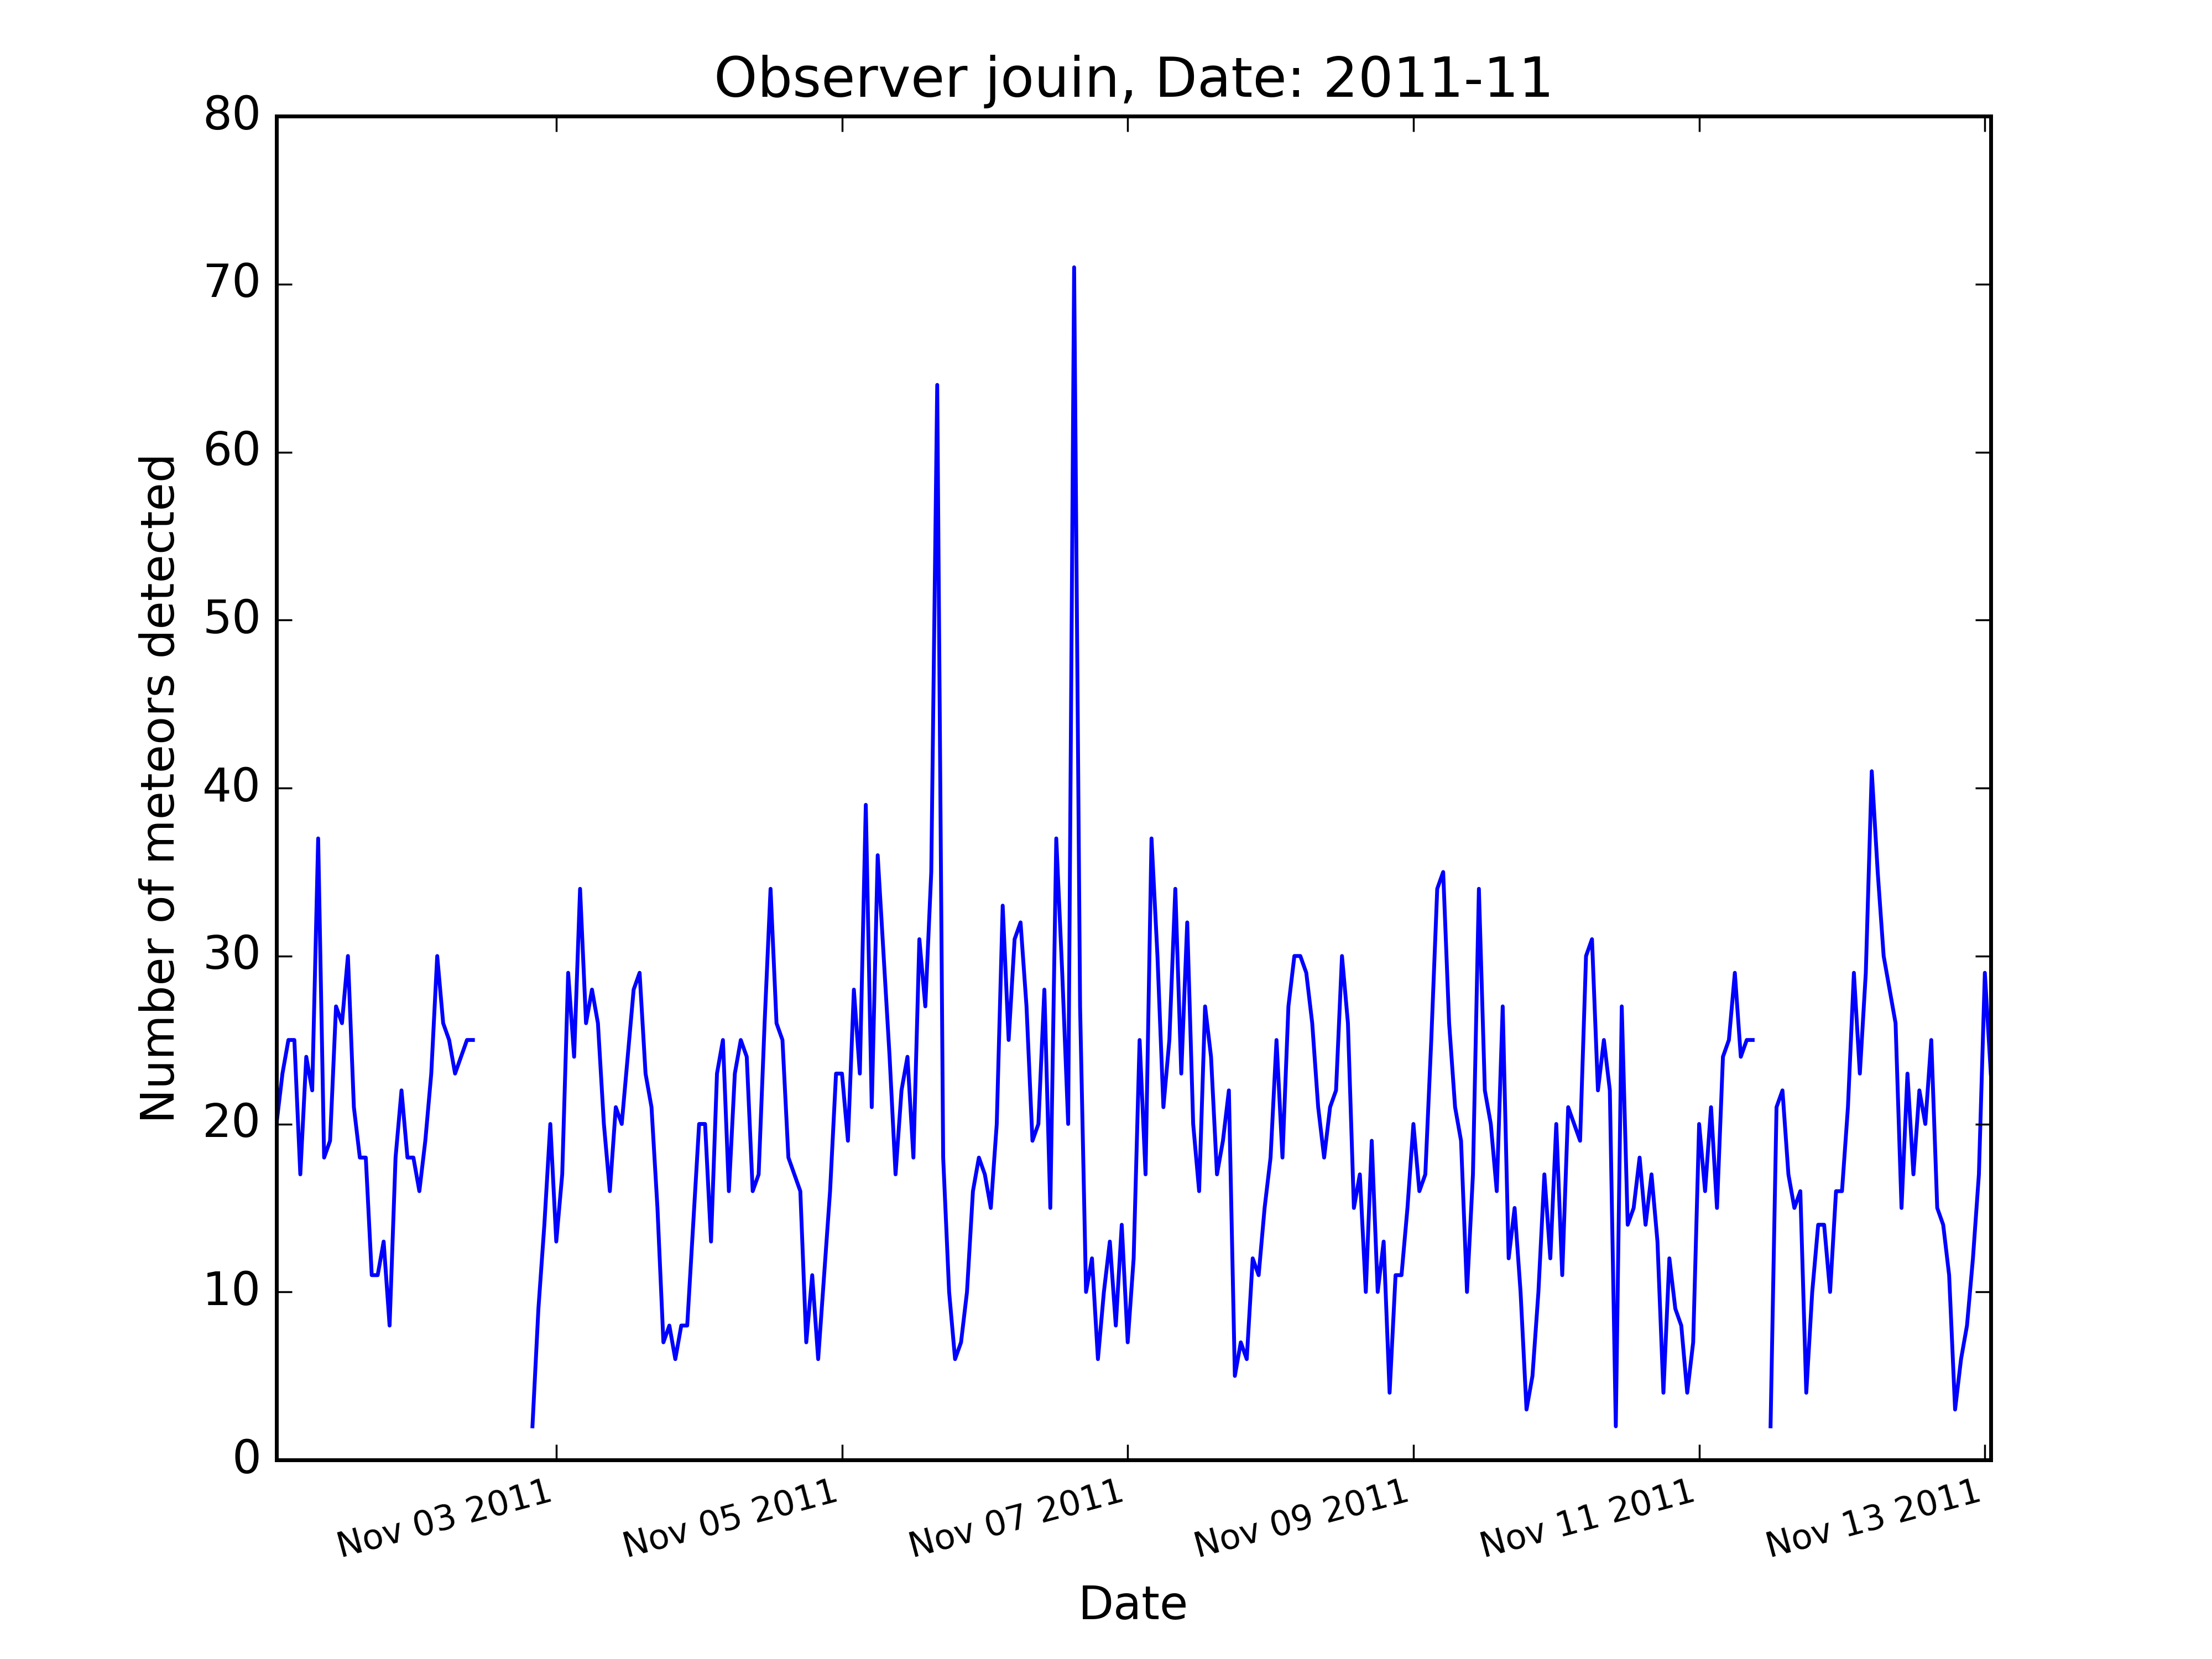 Observer jouin, Date: 2011-11
80
70
60
50
40
30
20
10
0
Number of meteors detected
Nov 03 2011
Nov 05 2011
Nov 07 2011
Nov 09 2011
Nov 11 2011
Nov 13 2011
Date